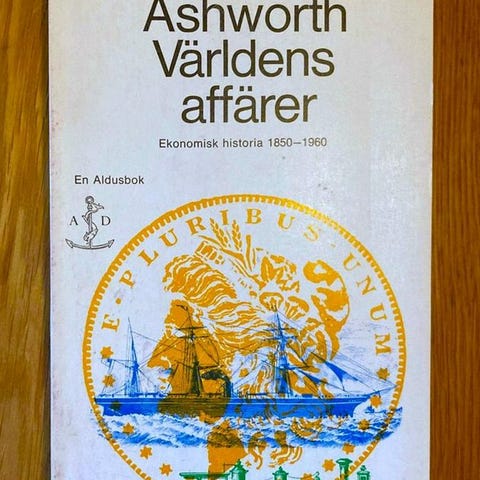 Ashworth
Världens
affärer
Ekonomisk historia 1850–1960
En Aldusbok
A D
E · PLURIBUS · UNUM